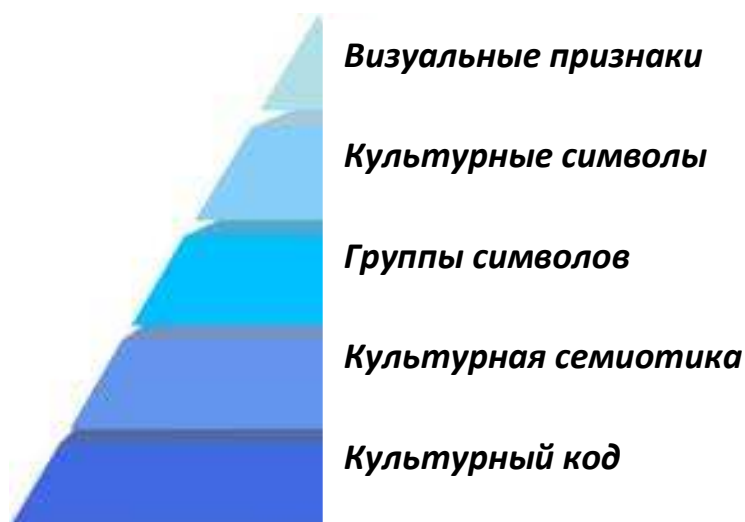 Визуальные признаки
Культурные символы
Группы символов
Культурная семиотика
Культурный код